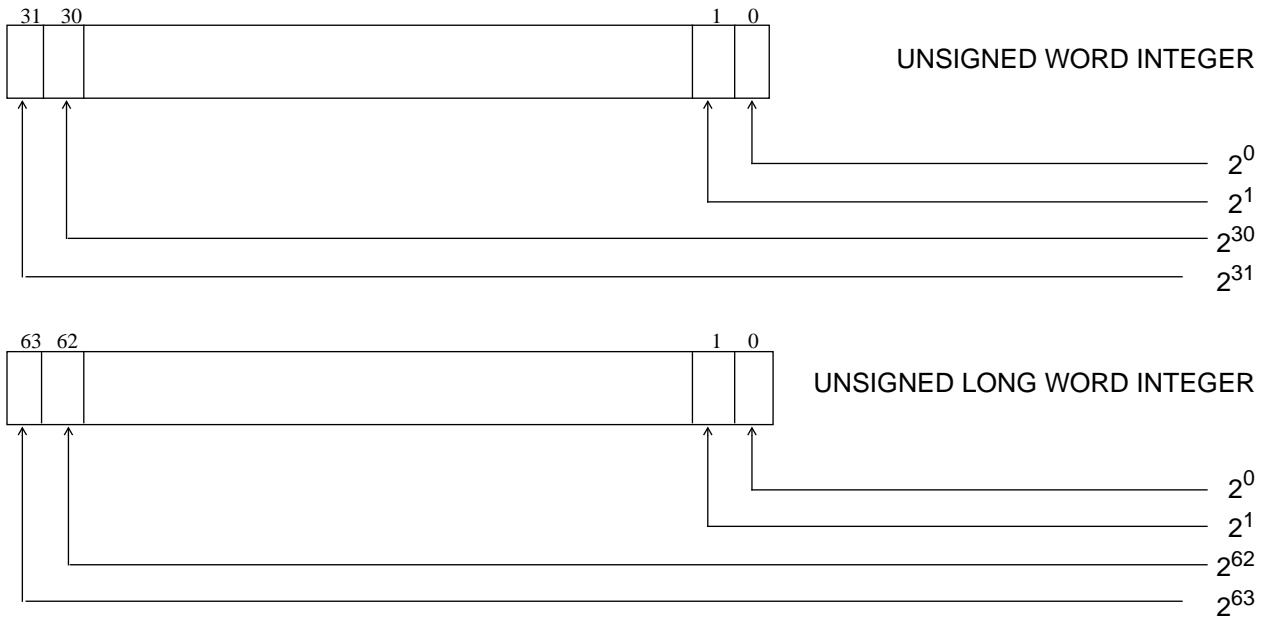 31 30 1 0
UNSIGNED WORD INTEGER
2^0
2^1
2^30
2^31
63 62 1 0
UNSIGNED LONG WORD INTEGER
2^0
2^1
2^62
2^63